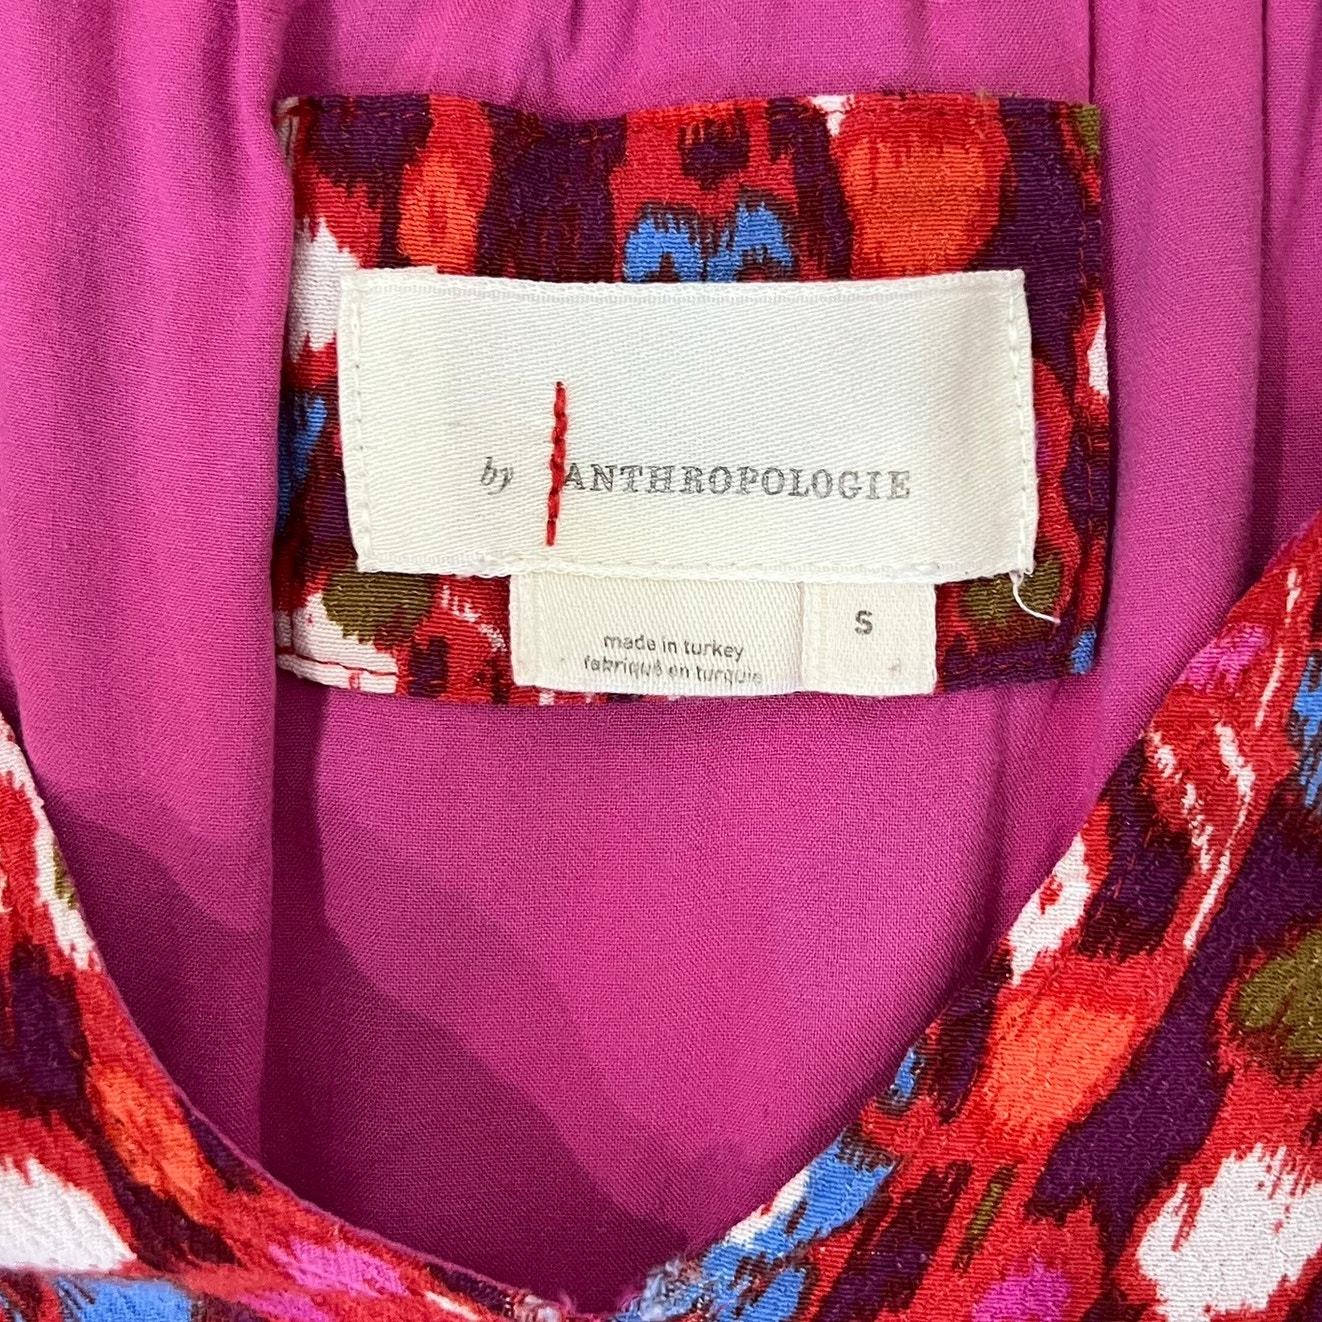 by ANTHROPOLOGIE
S
made in turkey
fabriqué en turquie